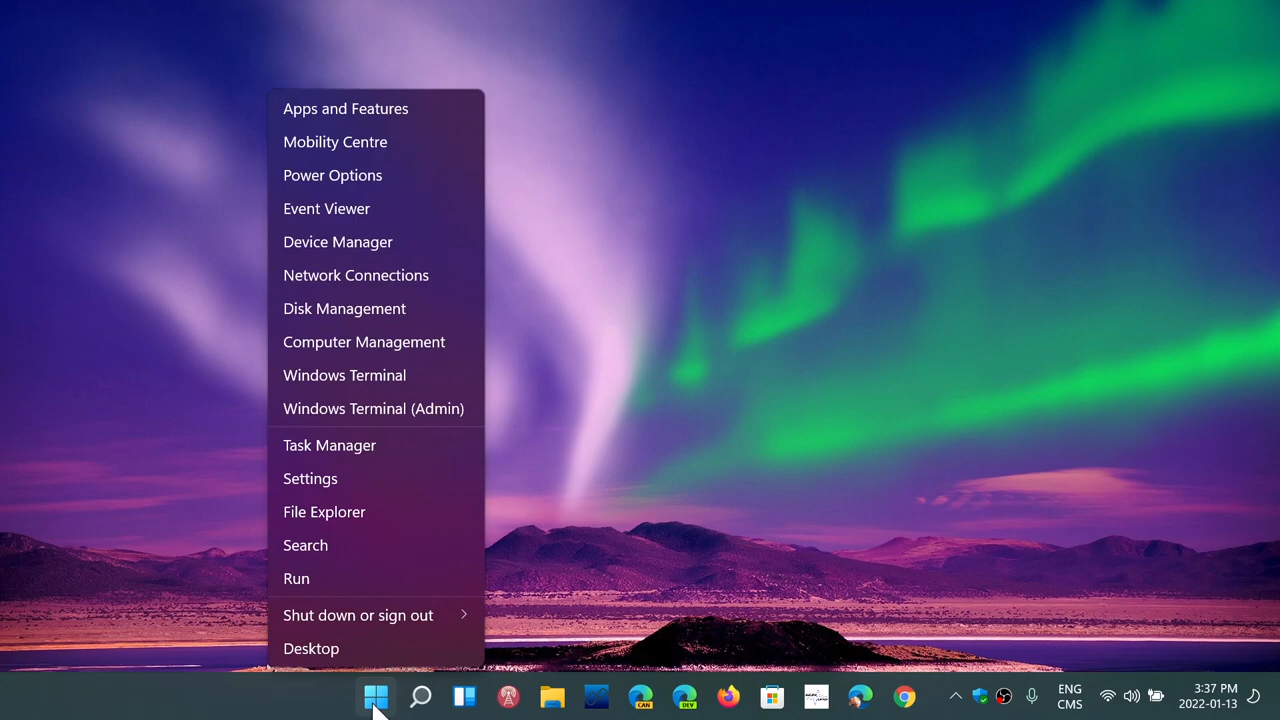 Apps and Features
Mobility Centre
Power Options
Event Viewer
Device Manager
Network Connections
Disk Management
Computer Management
Windows Terminal
Windows Terminal (Admin)
Task Manager
Settings
File Explorer
Search
Run
Shut down or sign out
Desktop
CAN
DEV
ENG
CMS
3:37 PM
2022-01-13